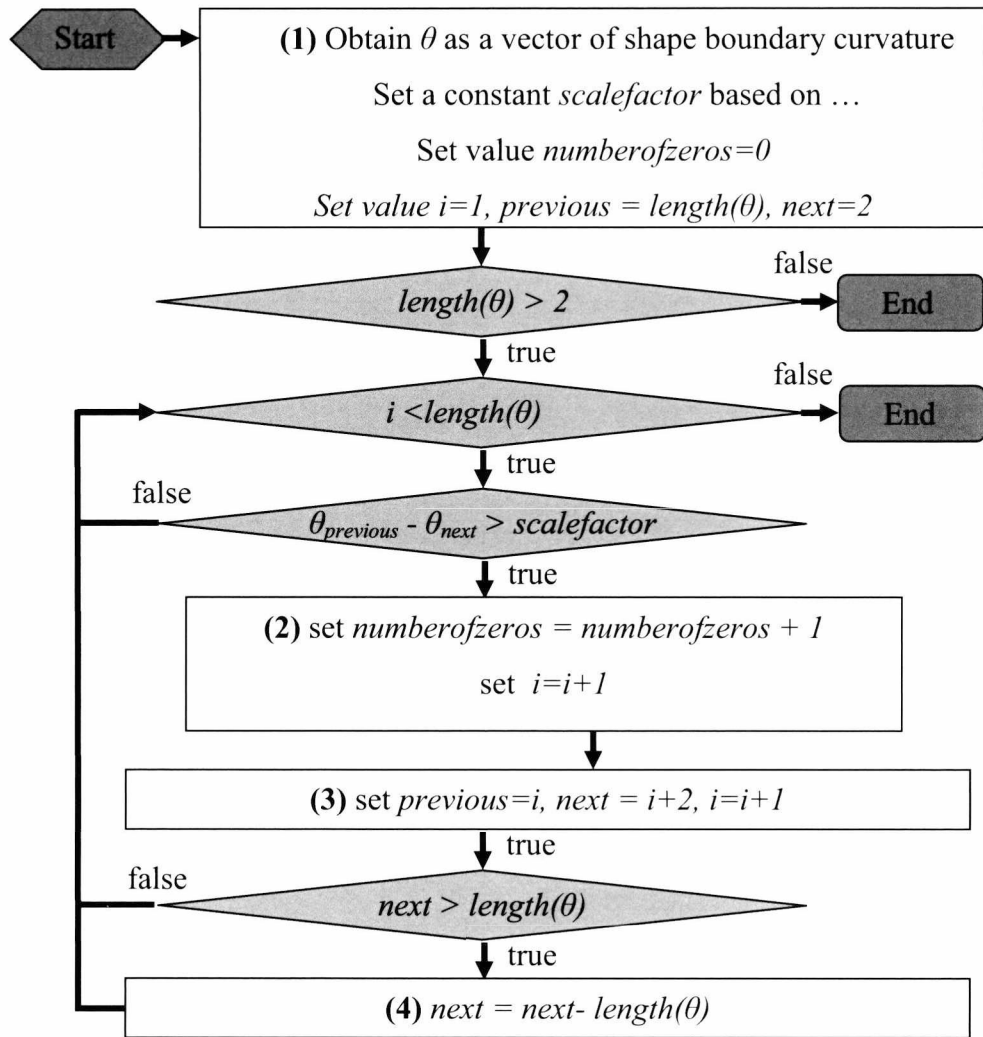 Start
(1) Obtain θ as a vector of shape boundary curvature
Set a constant scalefactor based on …
Set value numberofzeros=0
Set value i=1, previous = length(θ), next=2
length(θ) > 2
false
End
true
i <length(θ)
false
End
true
false
θprevious - θnext > scalefactor
true
(2) set numberofzeros = numberofzeros + 1
set i=i+1
(3) set previous=i, next = i+2, i=i+1
true
false
next > length(θ)
true
(4) next = next- length(θ)